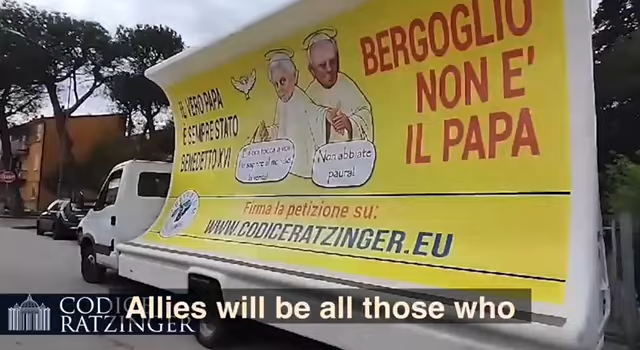 BERGOGLIO
NON E'
IL PAPA
IL VERO PAPA
E' SEMPRE STATO
BENEDETTO XVI
Non abbiate
paura!
Firma la petizione su:
WWW.CODICERATZINGER.EU
CODICE
RATZINGER
Allies will be all those who